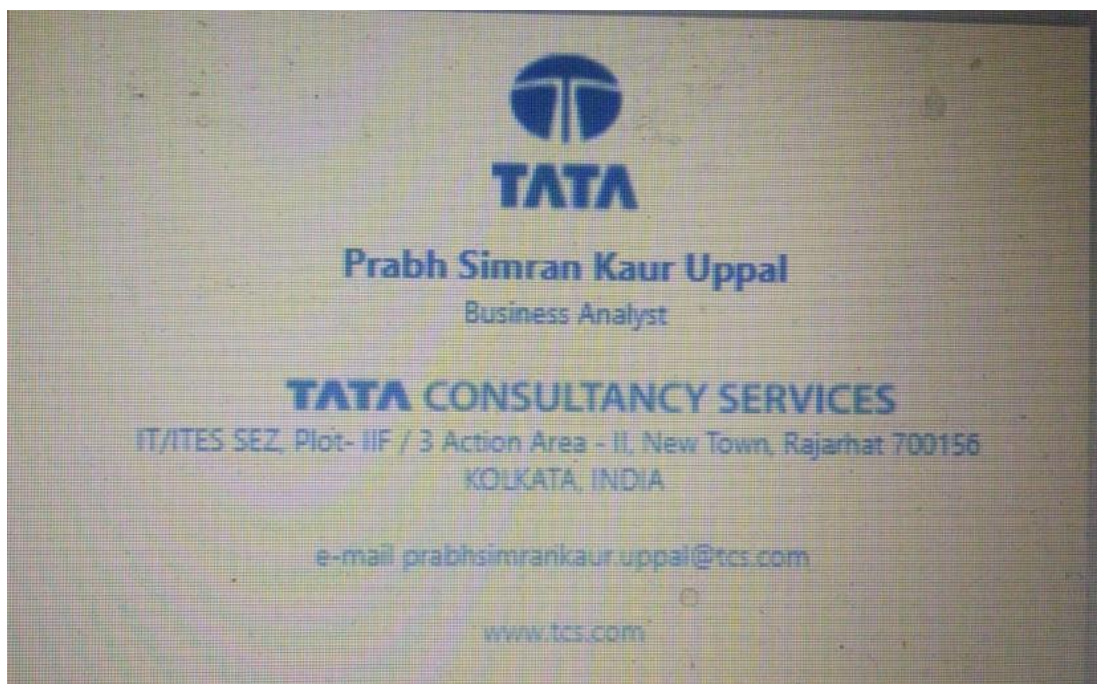 TATA
Prabh Simran Kaur Uppal
Business Analyst
TATA CONSULTANCY SERVICES
IT/ITES SEZ, Plot- IIF / 3 Action Area - II, New Town, Rajarhat 700156
KOLKATA, INDIA
e-mail prabhsimrankaur.uppal@tcs.com
www.tcs.com